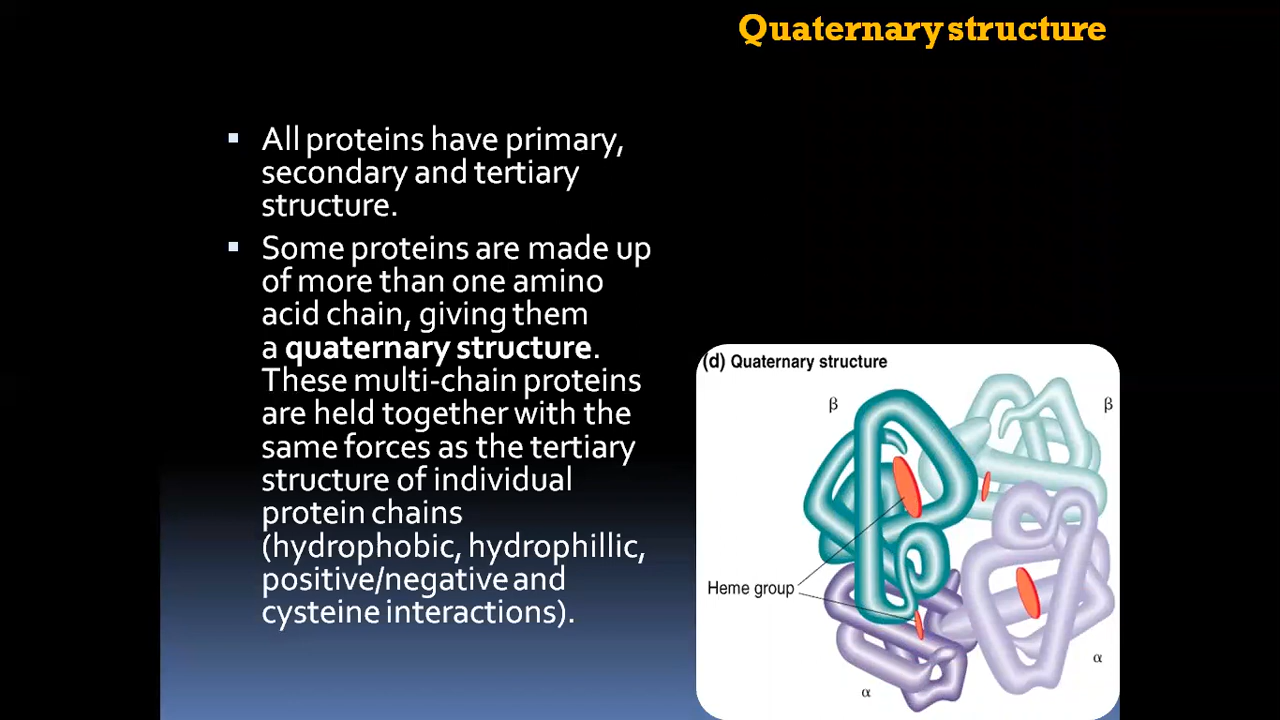 Quaternary structure
▪ All proteins have primary,
secondary and tertiary
structure.
▪ Some proteins are made up
of more than one amino
acid chain, giving them
a quaternary structure.
These multi-chain proteins
are held together with the
same forces as the tertiary
structure of individual
protein chains
(hydrophobic, hydrophillic,
positive/negative and
cysteine interactions).
(d) Quaternary structure
β
β
Heme group
α
α